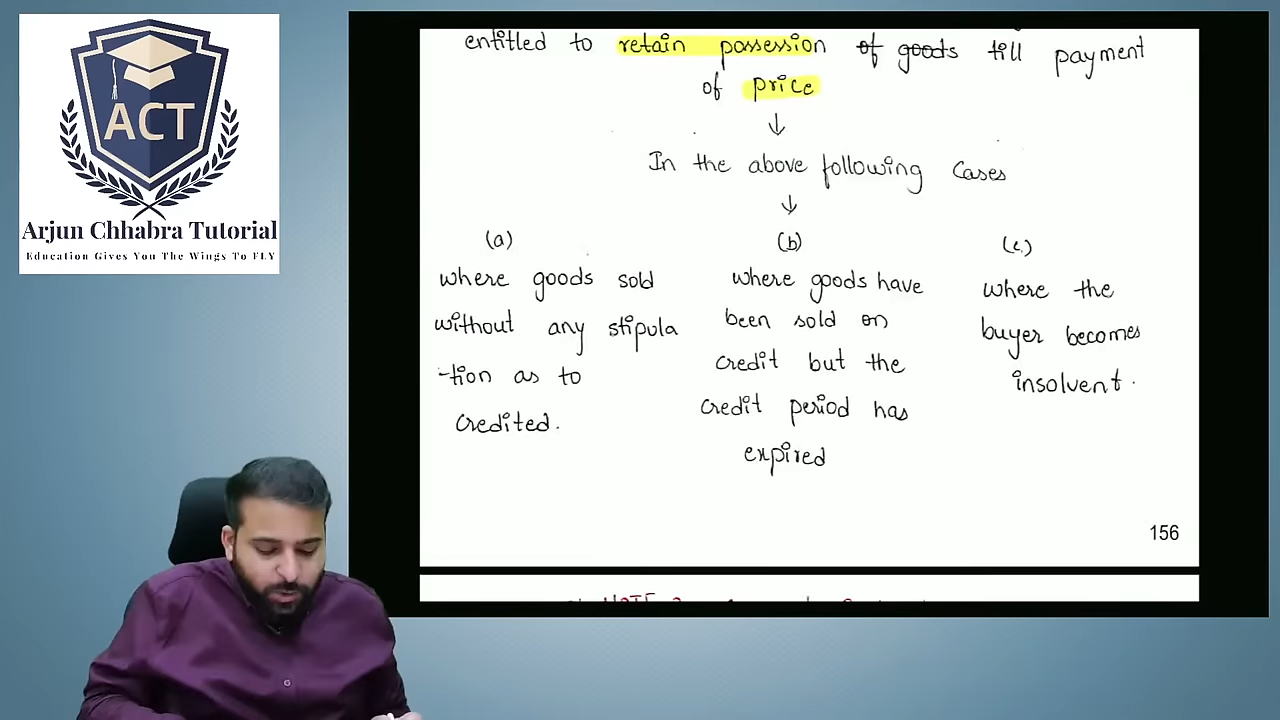 ACT
Arjun Chhabra Tutorial
Education Gives You The Wings To FLY
entitled to retain possession of goods till payment
of price
In the above following Cases
(a)
where goods sold
without any stipula
-tion as to
credited.
(b)
where goods have
been sold on
credit but the
credit period has
expired
(c)
where the
buyer becomes
insolvent.
156